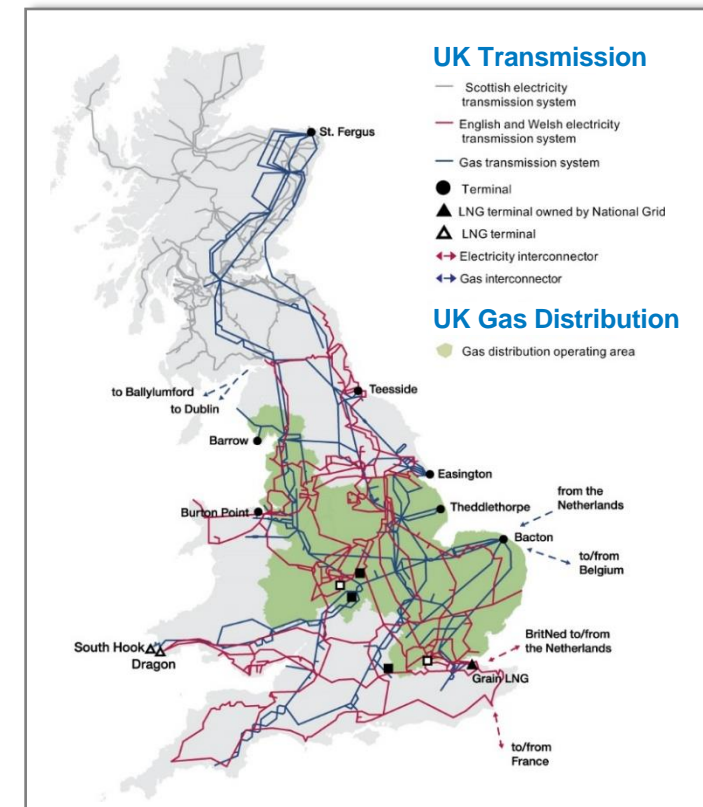 UK Transmission
Scottish electricity
transmission system
English and Welsh electricity
transmission system
Gas transmission system
Terminal
LNG terminal owned by National Grid
LNG terminal
Electricity interconnector
Gas interconnector
UK Gas Distribution
Gas distribution operating area
St. Fergus
to Ballylumford
to Dublin
Teesside
Barrow
Easington
Burton Point
Theddlethorpe
from the
Netherlands
Bacton
to/from
Belgium
South Hook
Dragon
BritNed to/from
the Netherlands
Grain LNG
to/from
France